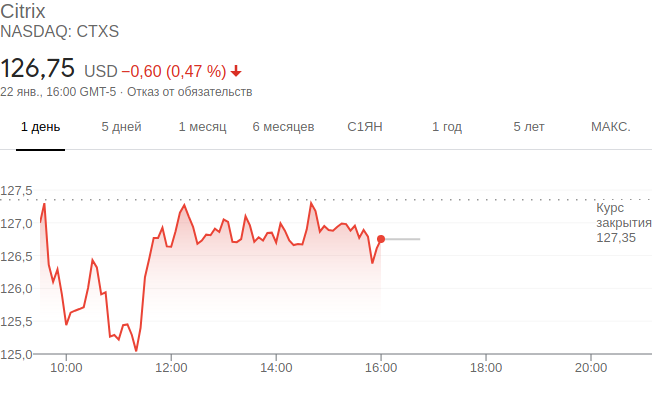 Citrix
NASDAQ: CTXS
126,75 USD −0,60 (0,47 %)
22 янв., 16:00 GMT-5 · Отказ от обязательств
1 день 5 дней 1 месяц 6 месяцев С1ЯН 1 год 5 лет МАКС.
127,5
Курс
закрытия
127,35
127,0
126,5
126,0
125,5
125,0
10:00 12:00 14:00 16:00 18:00 20:00